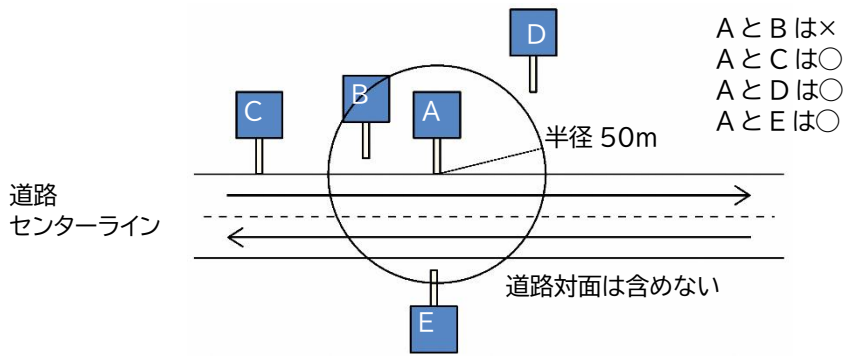 D
AとBは×
AとCは○
AとDは○
AとEは○
C
B
A
半径 50m
道路
センターライン
道路対面は含めない
E